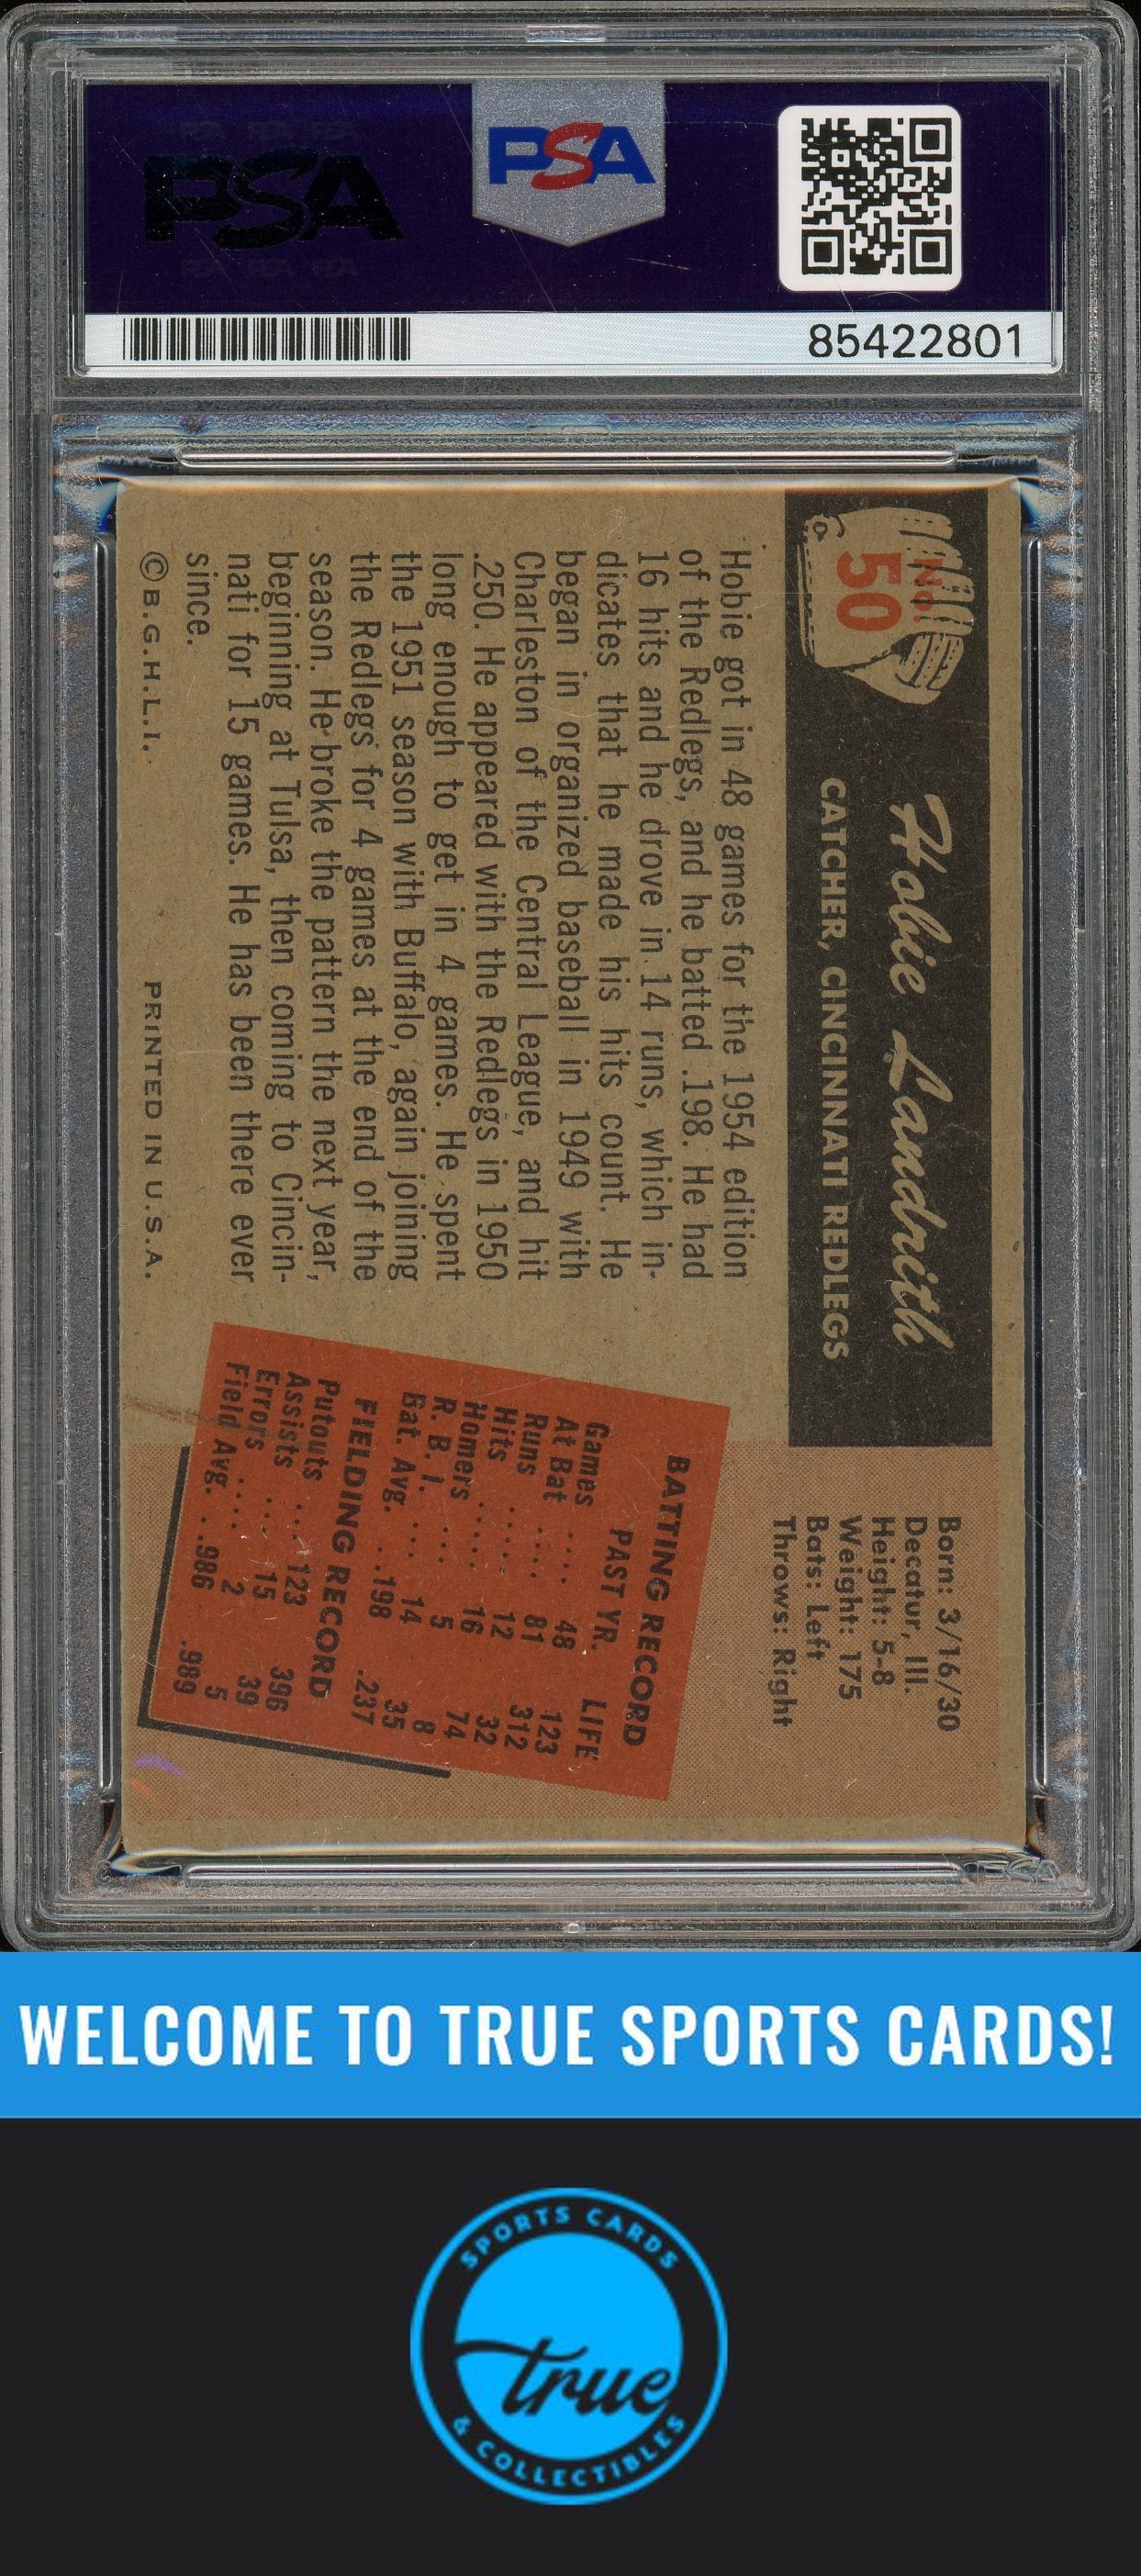 PSA
PSA
85422801
No.
50
Hobie Landrith
CATCHER, CINCINNATI REDLEGS
Hobie got in 48 games for the 1954 edition
of the Redlegs, and he batted .198. He had
16 hits and he drove in 14 runs, which in-
dicates that he made his hits count. He
began in organized baseball in 1949 with
Charleston of the Central League, and hit
.250. He appeared with the Redlegs in 1950
long enough to get in 4 games. He spent
the 1951 season with Buffalo, again joining
the Redlegs for 4 games at the end of the
season. He broke the pattern the next year,
beginning at Tulsa, then coming to Cincin-
nati for 15 games. He has been there ever
since.
© B.G.H.L.I.
PRINTED IN U.S.A.
Born: 3/16/30
Decatur, Ill.
Height: 5-8
Weight: 175
Bats: Left
Throws: Right
BATTING RECORD
PAST YR. LIFE
Games .... 48 123
At Bat .... 81 312
Runs .... 12 32
Hits .... 16 74
Homers .... 5 8
R. B. I. .... 14 35
Bat. Avg. ... .198 .237
FIELDING RECORD
Putouts ... 123 396
Assists .... 15 39
Errors .... 2 5
Field Avg. . .986 .989
WELCOME TO TRUE SPORTS CARDS!
SPORTS CARDS
true
& COLLECTIBLES